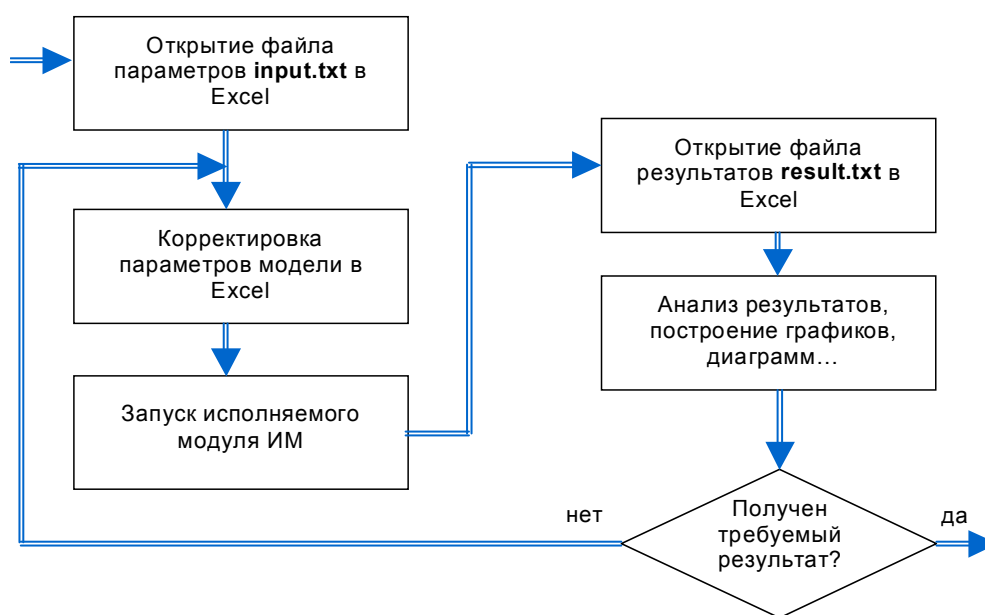 Открытие файла
параметров input.txt в
Excel
Корректировка
параметров модели в
Excel
Запуск исполняемого
модуля ИМ
Открытие файла
результатов result.txt в
Excel
Анализ результатов,
построение графиков,
диаграмм…
Получен
требуемый
результат?
нет
да